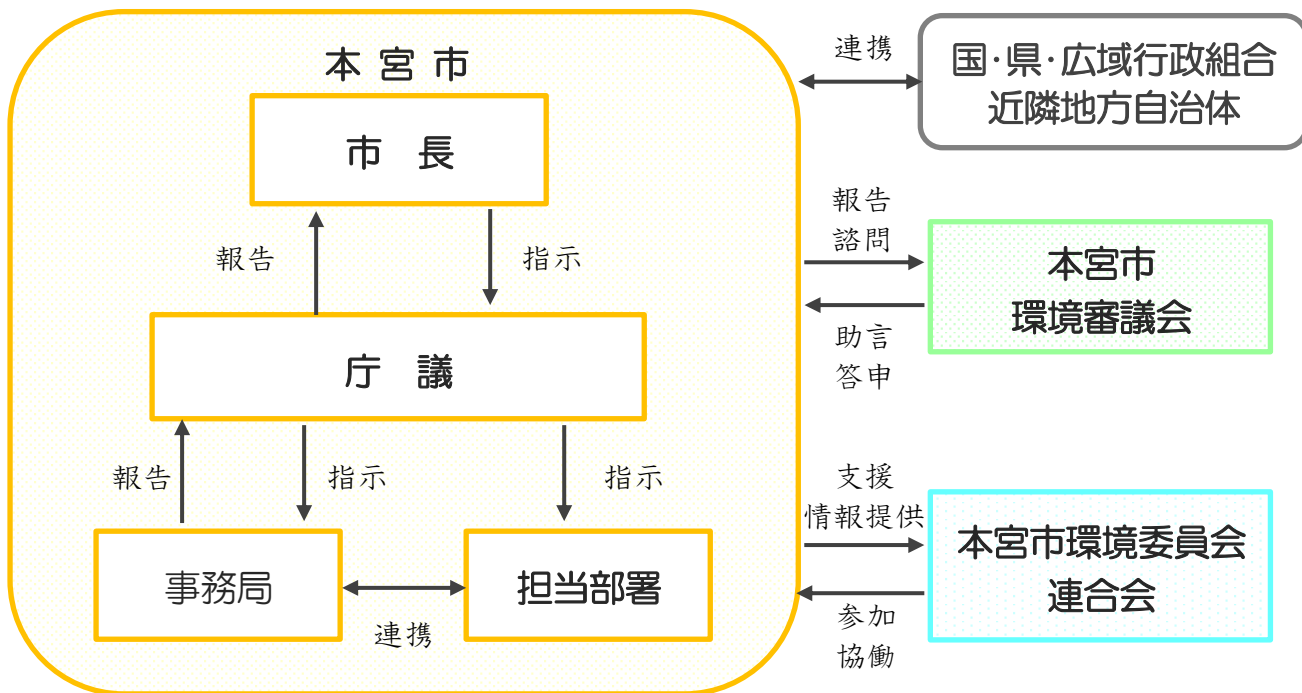 本宮市
市 長
報告
指示
庁 議
報告
指示
指示
事務局
連携
担当部署
連携
国・県・広域行政組合
近隣地方自治体
報告
諮問
本宮市
環境審議会
助言
答申
支援
情報提供
本宮市環境委員会
連合会
参加
協働